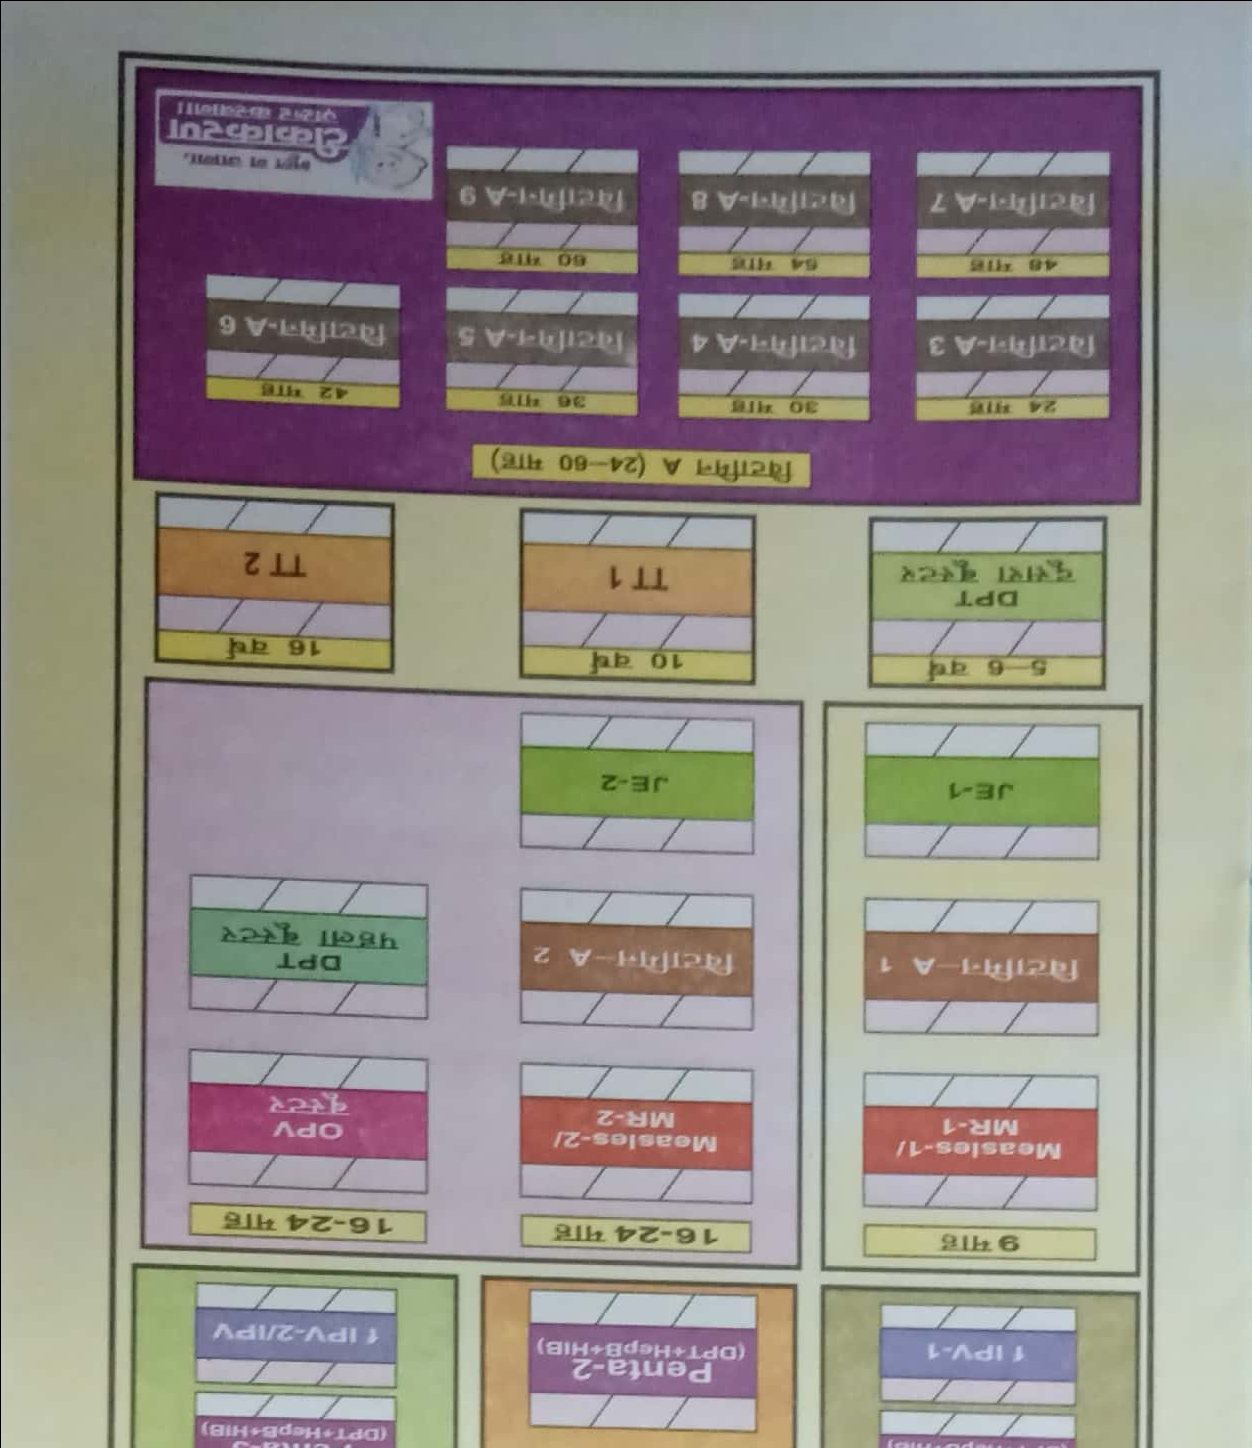 (DPT+HepB+HIB)
f IPV-1
Penta-2
(DPT+HepB+HIB)
f IPV-2/IPV
9 माह
16-24 माह
16-24 माह
Measles-1/
MR-1
Measles-2/
MR-2
OPV
बूस्टर
विटामिन–A 1
विटामिन–A 2
DPT
पहला बूस्टर
JE-1
JE-2
5–6 वर्ष
10 वर्ष
16 वर्ष
DPT
दूसरा बूस्टर
TT 1
TT 2
विटामिन A (24–60 माह)
24 माह
30 माह
36 माह
42 माह
विटामिन-A 3
विटामिन-A 4
विटामिन-A 5
विटामिन-A 6
48 माह
54 माह
60 माह
विटामिन-A 7
विटामिन-A 8
विटामिन-A 9
भूल न जाना,
टीकाकरण
ज़रूर करवाना!